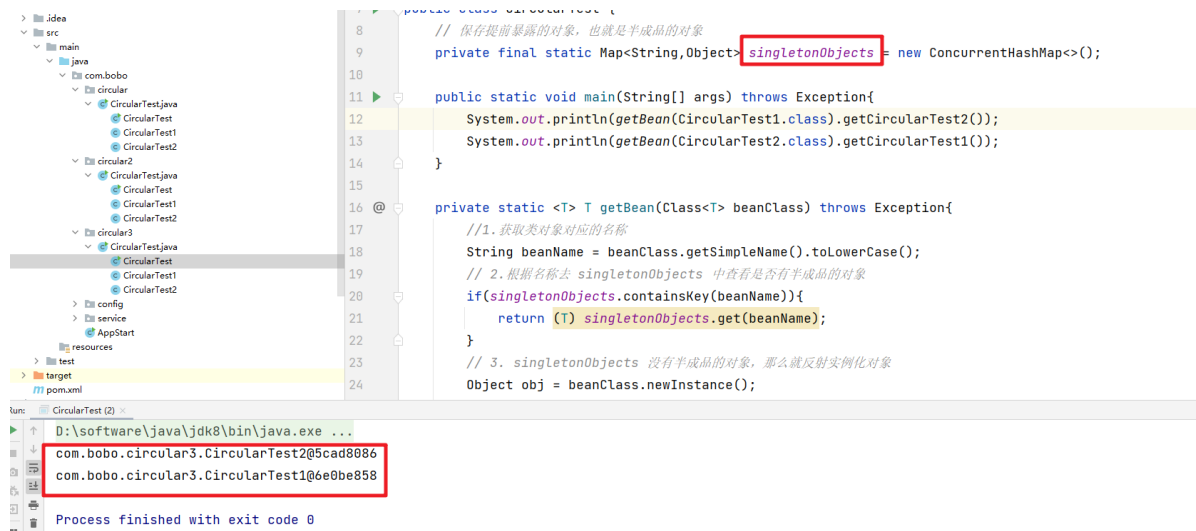 .idea
src
main
java
com.bobo
circular
CircularTest.java
CircularTest
CircularTest1
CircularTest2
circular2
CircularTest.java
CircularTest
CircularTest1
CircularTest2
circular3
CircularTest.java
CircularTest
CircularTest1
CircularTest2
config
service
AppStart
resources
test
target
pom.xml
7 public class CircularTest {
8 // 保存提前暴露的对象，也就是半成品的对象
9 private final static Map<String,Object> singletonObjects = new ConcurrentHashMap<>();
10
11 public static void main(String[] args) throws Exception{
12 System.out.println(getBean(CircularTest1.class).getCircularTest2());
13 System.out.println(getBean(CircularTest2.class).getCircularTest1());
14 }
15
16 @ private static <T> T getBean(Class<T> beanClass) throws Exception{
17 //1.获取类对象对应的名称
18 String beanName = beanClass.getSimpleName().toLowerCase();
19 // 2.根据名称去 singletonObjects 中查看是否有半成品的对象
20 if(singletonObjects.containsKey(beanName)){
21 return (T) singletonObjects.get(beanName);
22 }
23 // 3. singletonObjects 没有半成品的对象，那么就反射实例化对象
24 Object obj = beanClass.newInstance();
Run: CircularTest (2)
D:\software\java\jdk8\bin\java.exe ...
com.bobo.circular3.CircularTest2@5cad8086
com.bobo.circular3.CircularTest1@6e0be858
Process finished with exit code 0